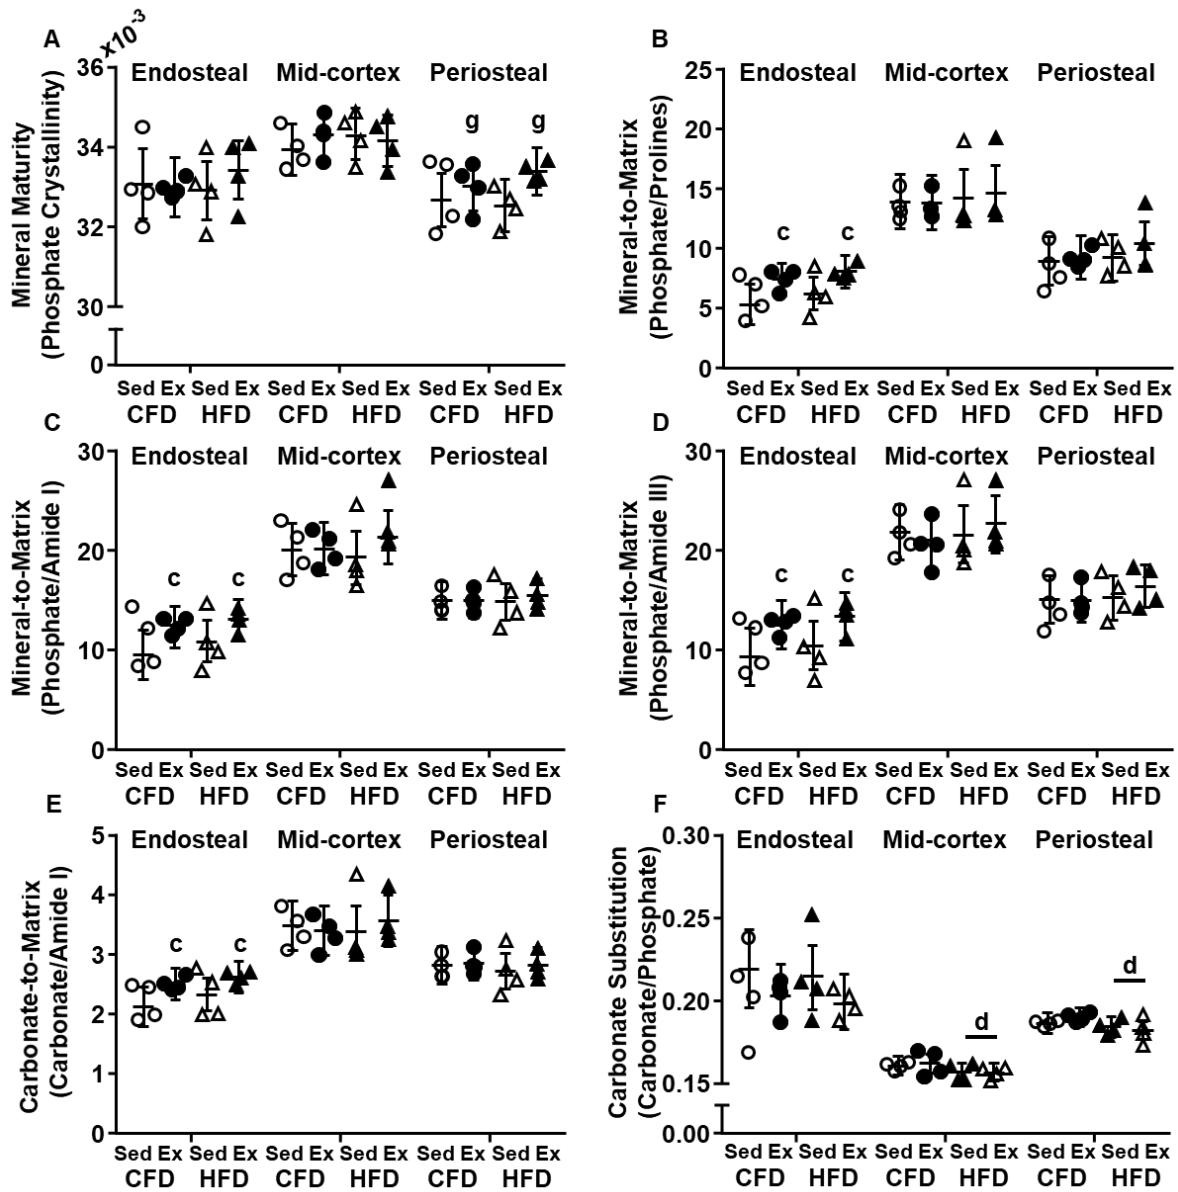 A
x10⁻³
Mineral Maturity
(Phosphate Crystallinity)
36
34
32
30
0
Endosteal Mid-cortex Periosteal
g g
Sed Ex Sed Ex Sed Ex Sed Ex Sed Ex Sed Ex
CFD HFD CFD HFD CFD HFD
B
Mineral-to-Matrix
(Phosphate/Prolines)
25
20
15
10
5
0
Endosteal Mid-cortex Periosteal
c c
Sed Ex Sed Ex Sed Ex Sed Ex Sed Ex Sed Ex
CFD HFD CFD HFD CFD HFD
C
Mineral-to-Matrix
(Phosphate/Amide I)
30
20
10
0
Endosteal Mid-cortex Periosteal
c c
Sed Ex Sed Ex Sed Ex Sed Ex Sed Ex Sed Ex
CFD HFD CFD HFD CFD HFD
D
Mineral-to-Matrix
(Phosphate/Amide III)
30
20
10
0
Endosteal Mid-cortex Periosteal
c c
Sed Ex Sed Ex Sed Ex Sed Ex Sed Ex Sed Ex
CFD HFD CFD HFD CFD HFD
E
Carbonate-to-Matrix
(Carbonate/Amide I)
5
4
3
2
1
0
Endosteal Mid-cortex Periosteal
c c
Sed Ex Sed Ex Sed Ex Sed Ex Sed Ex Sed Ex
CFD HFD CFD HFD CFD HFD
F
Carbonate Substitution
(Carbonate/Phosphate)
0.30
0.25
0.20
0.15
0.00
Endosteal Mid-cortex Periosteal
d
d
Sed Ex Sed Ex Sed Ex Sed Ex Sed Ex Sed Ex
CFD HFD CFD HFD CFD HFD